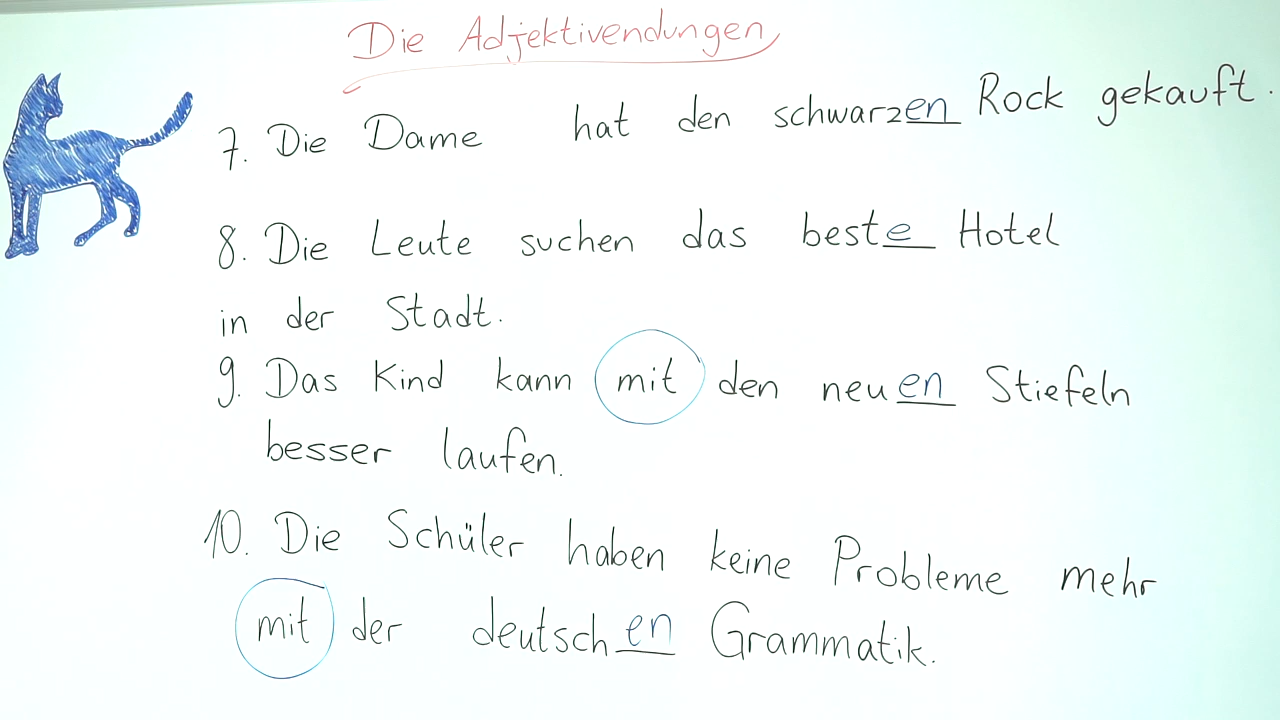 Die Adjektivendungen
7. Die Dame hat den schwarzen Rock gekauft.
8. Die Leute suchen das beste Hotel
in der Stadt.
9. Das Kind kann mit den neuen Stiefeln
besser laufen.
10. Die Schüler haben keine Probleme mehr
mit der deutschen Grammatik.